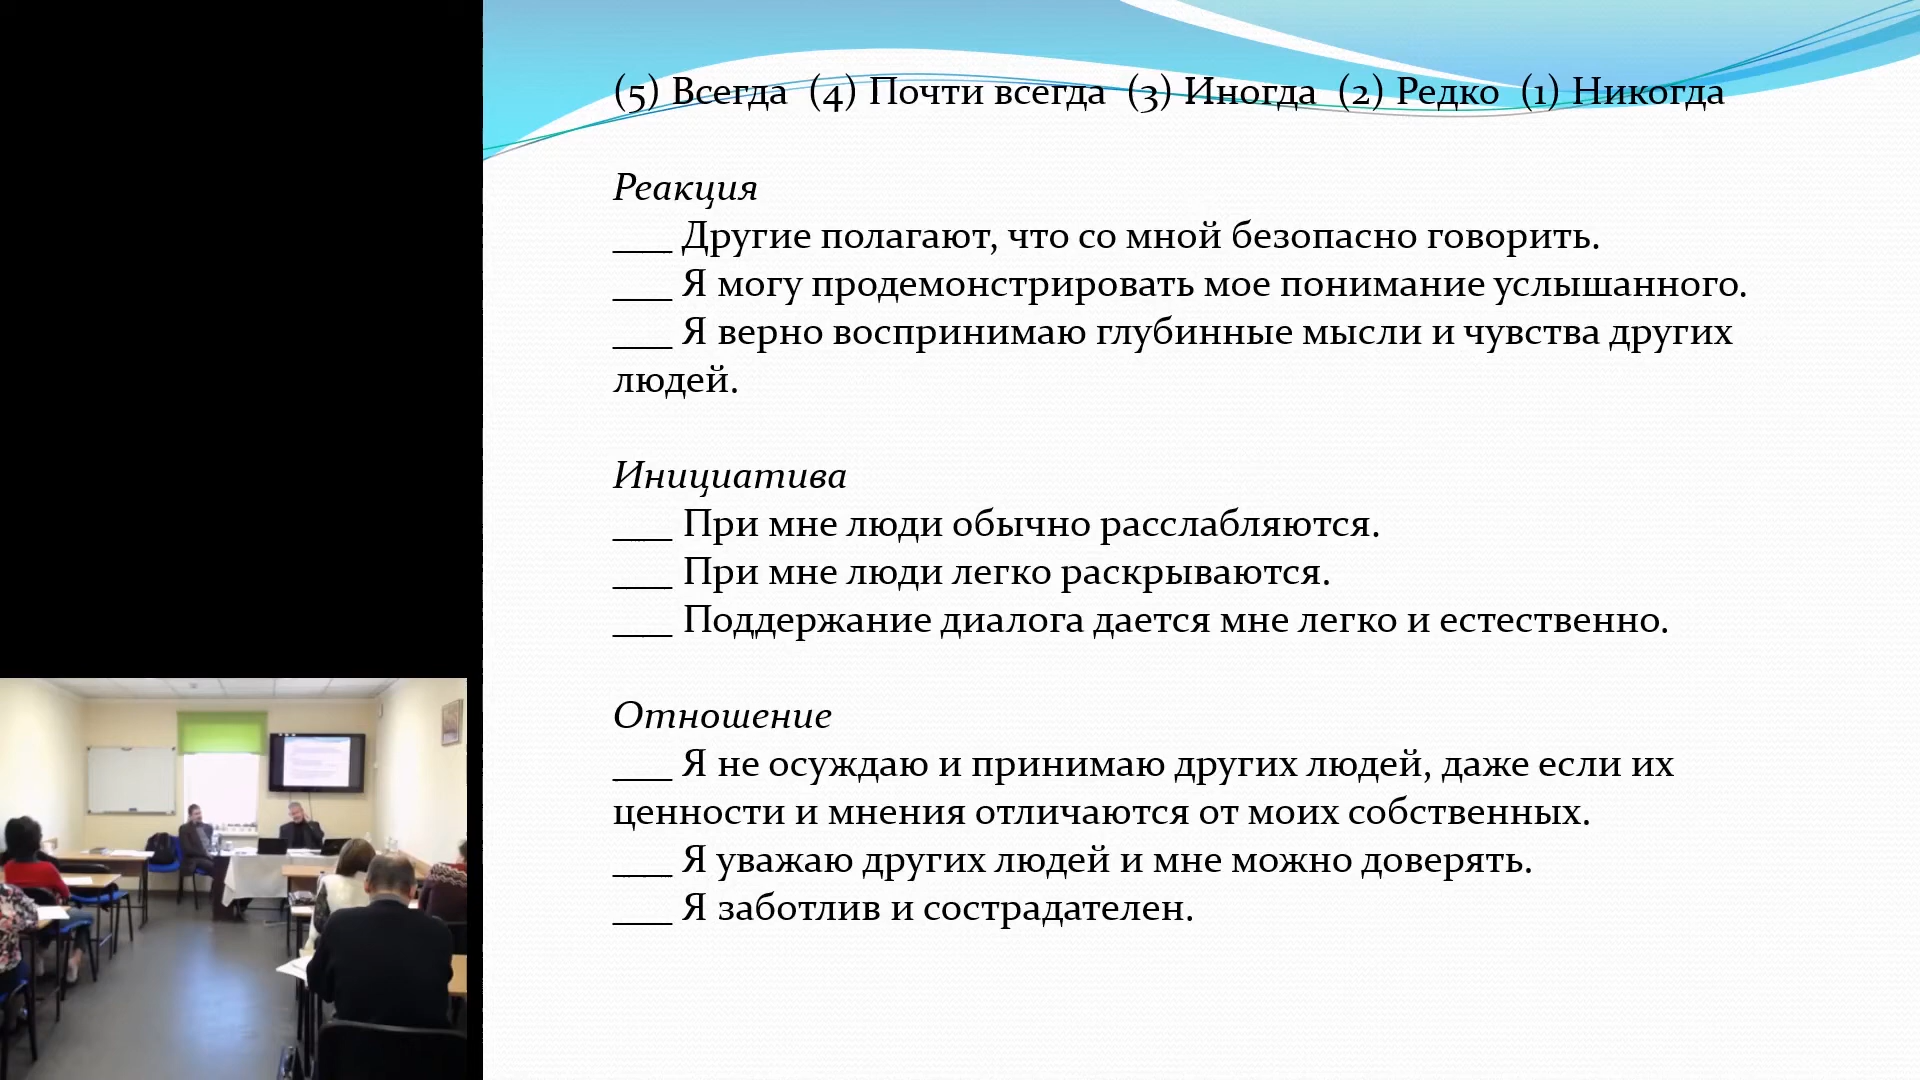 (5) Всегда (4) Почти всегда (3) Иногда (2) Редко (1) Никогда
Реакция
___ Другие полагают, что со мной безопасно говорить.
___ Я могу продемонстрировать мое понимание услышанного.
___ Я верно воспринимаю глубинные мысли и чувства других
людей.
Инициатива
___ При мне люди обычно расслабляются.
___ При мне люди легко раскрываются.
___ Поддержание диалога дается мне легко и естественно.
Отношение
___ Я не осуждаю и принимаю других людей, даже если их
ценности и мнения отличаются от моих собственных.
___ Я уважаю других людей и мне можно доверять.
___ Я заботлив и сострадателен.